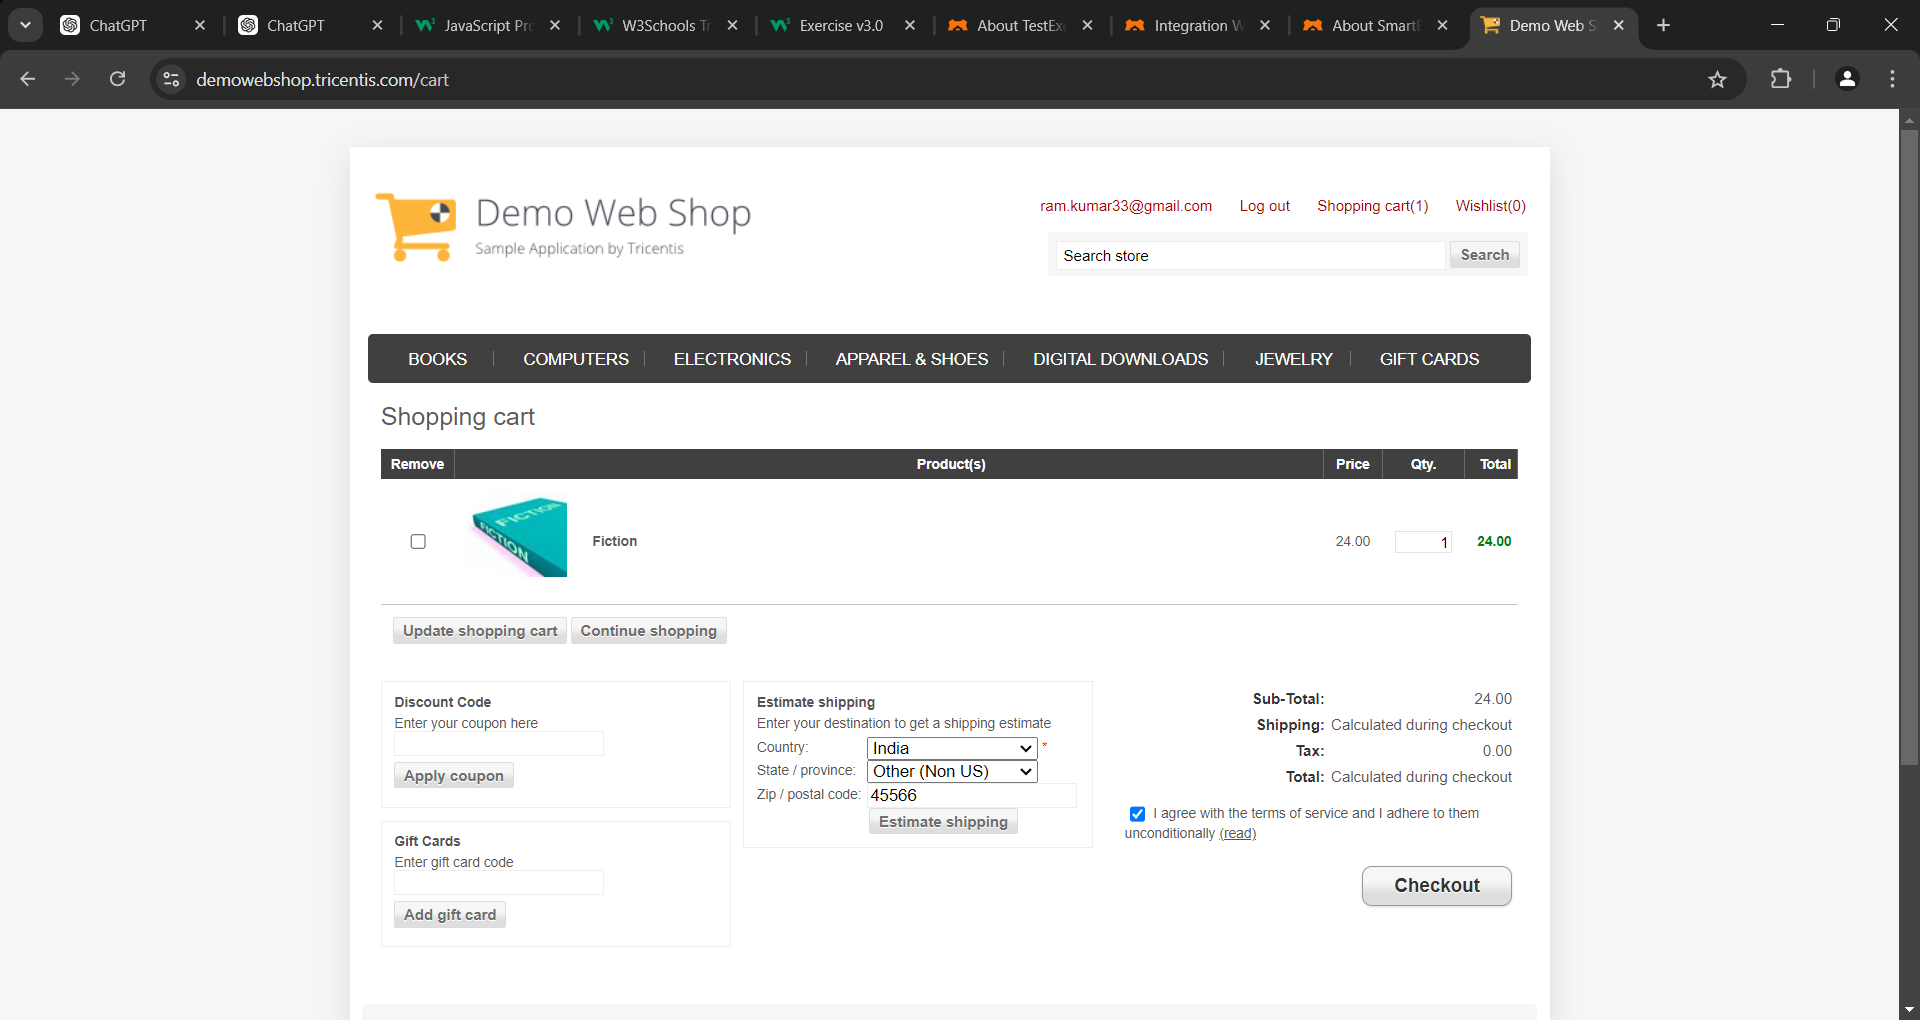 ChatGPT
ChatGPT
JavaScript Pr
W3Schools Tr
Exercise v3.0
About TestExe
Integration W
About SmartB
Demo Web S
demowebshop.tricentis.com/cart
Demo Web Shop
Sample Application by Tricentis
ram.kumar33@gmail.com Log out Shopping cart(1) Wishlist(0)
Search store Search
BOOKS COMPUTERS ELECTRONICS APPAREL & SHOES DIGITAL DOWNLOADS JEWELRY GIFT CARDS
Shopping cart
Remove Product(s) Price Qty. Total
FICTION
FICTION
Fiction 24.00 1 24.00
Update shopping cart Continue shopping
Discount Code
Enter your coupon here
Apply coupon
Gift Cards
Enter gift card code
Add gift card
Estimate shipping
Enter your destination to get a shipping estimate
Country: India *
State / province: Other (Non US)
Zip / postal code: 45566
Estimate shipping
Sub-Total: 24.00
Shipping: Calculated during checkout
Tax: 0.00
Total: Calculated during checkout
I agree with the terms of service and I adhere to them
unconditionally (read)
Checkout